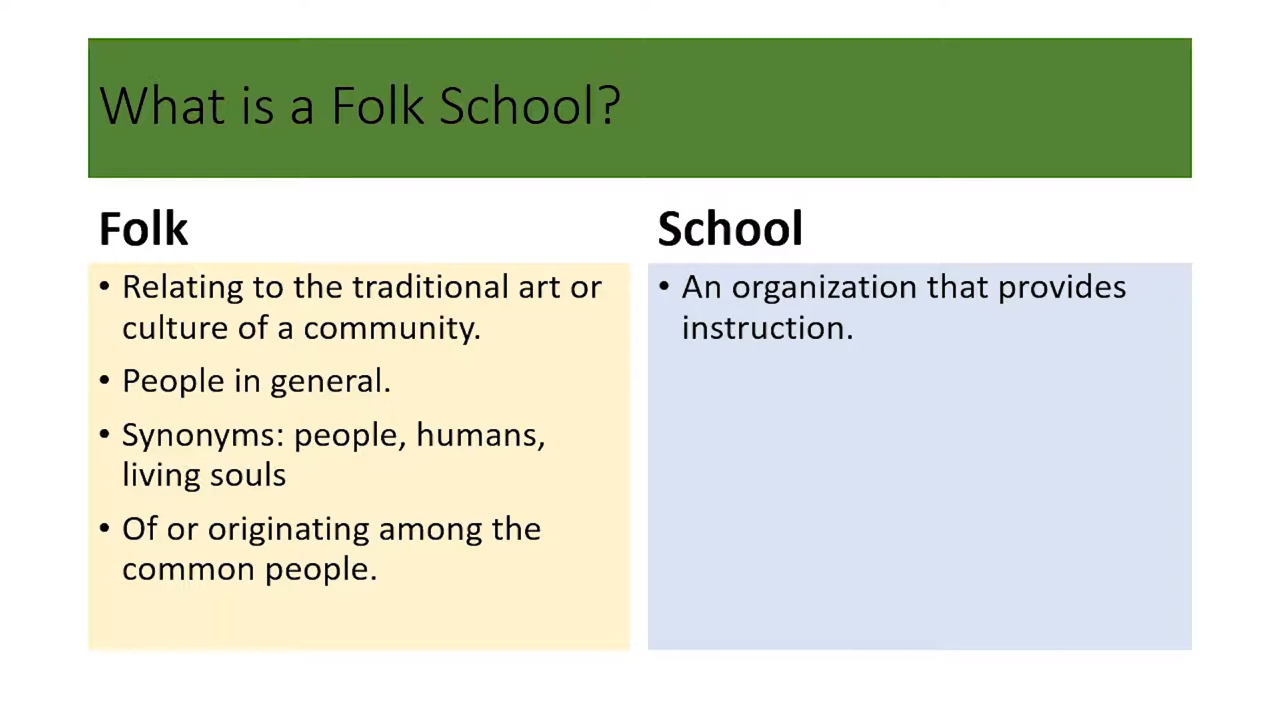 What is a Folk School?
Folk
• Relating to the traditional art or
culture of a community.
• People in general.
• Synonyms: people, humans,
living souls
• Of or originating among the
common people.
School
• An organization that provides
instruction.